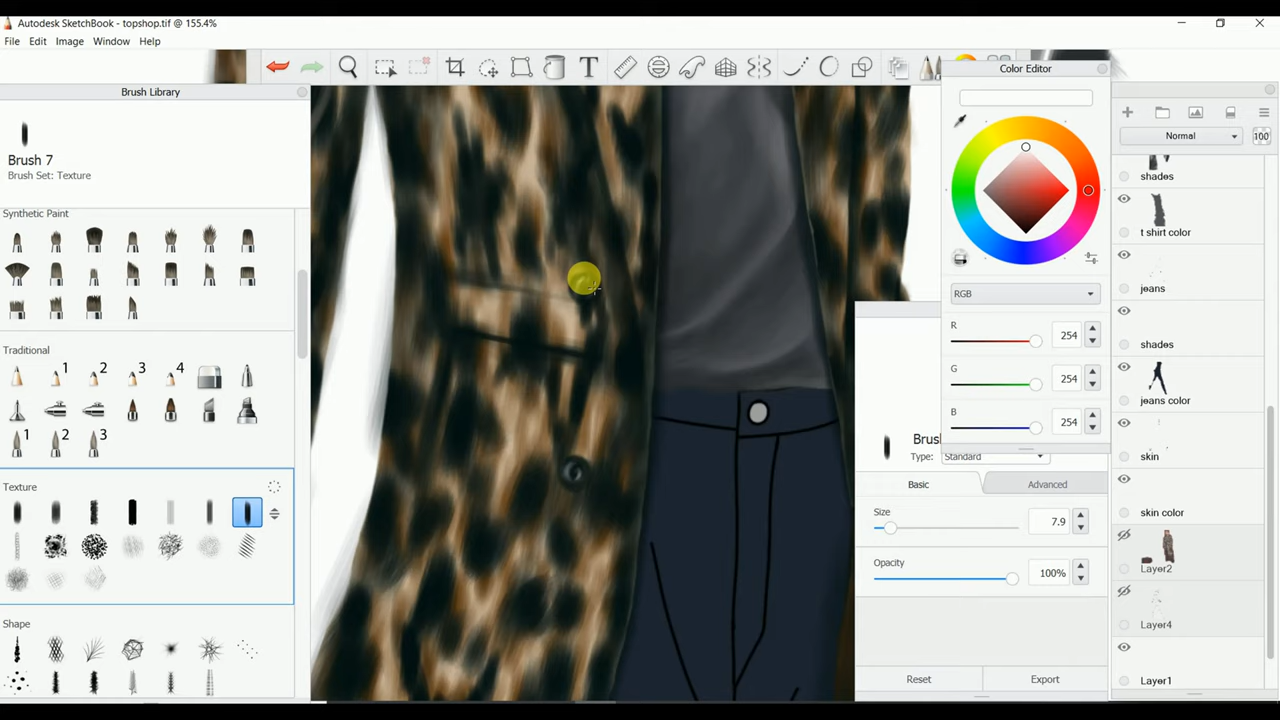 Autodesk SketchBook - topshop.tif @ 155.4%
File Edit Image Window Help
Brush Library
Brush 7
Brush Set: Texture
Synthetic Paint
Traditional
1 2 3 4
1 2 3
Texture
Shape
Color Editor
RGB
R 254
G 254
B 254
Brus
Type: Standard
Basic Advanced
Size
7.9
Opacity
100%
Reset Export
Normal 100
shades
t shirt color
jeans
shades
jeans color
skin
skin color
Layer2
Layer4
Layer1